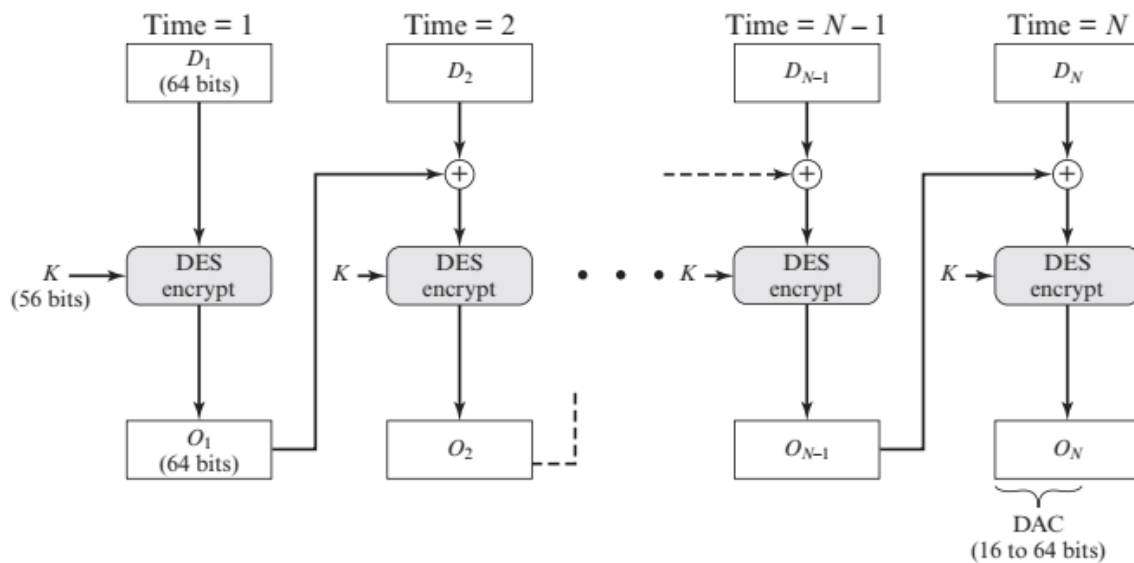 Time = 1 Time = 2 Time = N – 1 Time = N
D1 D2 DN–1 DN
(64 bits)
+ + +
K DES encrypt K DES encrypt • • • K DES encrypt K DES encrypt
(56 bits)
O1 O2 ON–1 ON
(64 bits)
DAC
(16 to 64 bits)